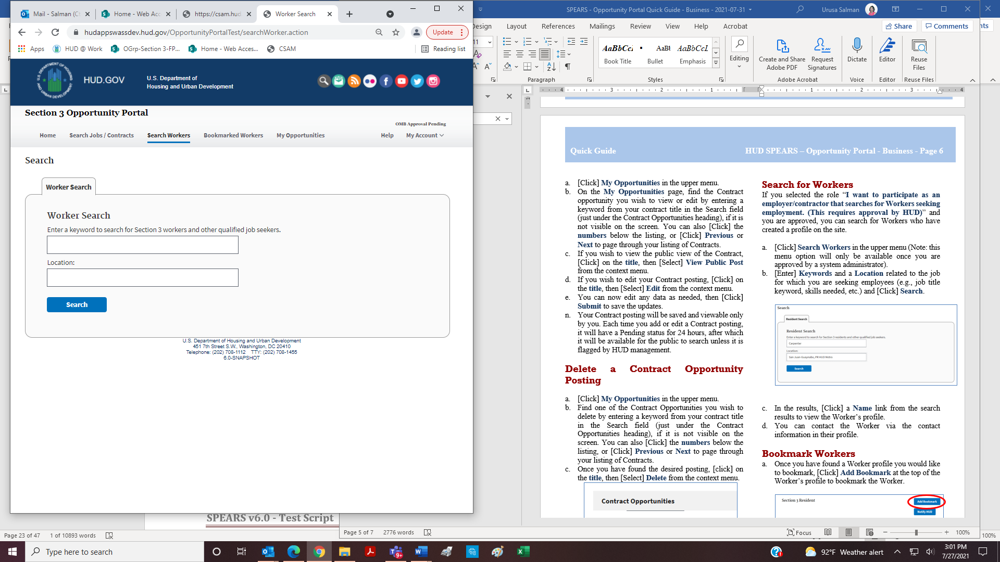 Mail - Salman (C
Home - Web Acc
https://csam.hud
Worker Search
hudappswassdev.hud.gov/OpportunityPortalTest/searchWorker.action
Update
Apps
HUD @ Work
OGrp-Section 3-FP...
Home - Web Acces...
CSAM
Reading list
HUD.GOV
U.S. Department of
Housing and Urban Development
Section 3 Opportunity Portal
OMB Approval Pending
Home
Search Jobs / Contracts
Search Workers
Bookmarked Workers
My Opportunities
Help
My Account
Search
Worker Search
Worker Search
Enter a keyword to search for Section 3 workers and other qualified job seekers.
Location:
Search
U.S. Department of Housing and Urban Development
451 7th Street S.W., Washington, DC 20410
Telephone: (202) 708-1112 TTY: (202) 708-1455
6.0-SNAPSHOT
SPEARS v6.0 - Test Script
Page 23 of 47
1 of 10893 words
SPEARS - Opportunity Portal Quick Guide - Business - 2021-07-31
Urusa Salman
esign
Layout
References
Mailings
Review
View
Help
Acrobat
Share
Comments
nts
11
AaBbCcI
AaBł
AaBbCcL
Book Title
Bullet
Emphasis
Editing
Create and Share
Adobe PDF
Request
Signatures
Dictate
Editor
Reuse
Files
Paragraph
Styles
Adobe Acrobat
Voice
Editor
Reuse Files
4 3 2 1 1 2 3 4
Quick Guide
HUD SPEARS – Opportunity Portal - Business - Page 6
a. [Click] My Opportunities in the upper menu.
b. On the My Opportunities page, find the Contract
opportunity you wish to view or edit by entering a
keyword from your contract title in the Search field
(just under the Contract Opportunities heading), if it is
not visible on the screen. You can also [Click] the
numbers below the listing, or [Click] Previous or
Next to page through your listing of Contracts.
c. If you wish to view the public view of the Contract,
[Click] on the title, then [Select] View Public Post
from the context menu.
d. If you wish to edit your Contract posting, [Click] on
the title, then [Select] Edit from the context menu.
e. You can now edit any data as needed, then [Click]
Submit to save the updates.
n. Your Contract posting will be saved and viewable only
by you. Each time you add or edit a Contract posting,
it will have a Pending status for 24 hours, after which
it will be available for the public to search unless it is
flagged by HUD management.
Delete a Contract Opportunity
Posting
a. [Click] My Opportunities in the upper menu.
b. Find one of the Contract Opportunities you wish to
delete by entering a keyword from your contract title
in the Search field (just under the Contract
Opportunities heading), if it is not visible on the
screen. You can also [Click] the numbers below the
listing, or [Click] Previous or Next to page through
your listing of Contracts.
c. Once you have found the desired posting, [click] on
the title, then [Select] Delete from the context menu.
Contract Opportunities
Search for Workers
If you selected the role “I want to participate as an
employer/contractor that searches for Workers seeking
employment. (This requires approval by HUD)” and
you are approved, you can search for Workers who have
created a profile on the site.
a. [Click] Search Workers in the upper menu (Note: this
menu option will only be available once you are
approved by a system administrator).
b. [Enter] Keywords and a Location related to the job
for which you are seeking employees (e.g., job title
keyword, skills needed, etc.) and [Click] Search.
Search
Resident Search
Resident Search
Enter a keyword to search for Section 3 residents and other qualified job seekers.
Carpenter
Location:
San Juan-Guaynabo, PR HUD Metro
Search
c. In the results, [Click] a Name link from the search
results to view the Worker’s profile.
d. You can contact the Worker via the contact
information in their profile.
Bookmark Workers
a. Once you have found a Worker profile you would like
to bookmark, [Click] Add Bookmark at the top of the
Worker’s profile to bookmark the Worker.
Section 3 Resident
Add Bookmark
Notify HUD
Page 5 of 7
2776 words
Focus
100%
100%
Type here to search
9+
92°F Weather alert
3:01 PM
7/27/2021